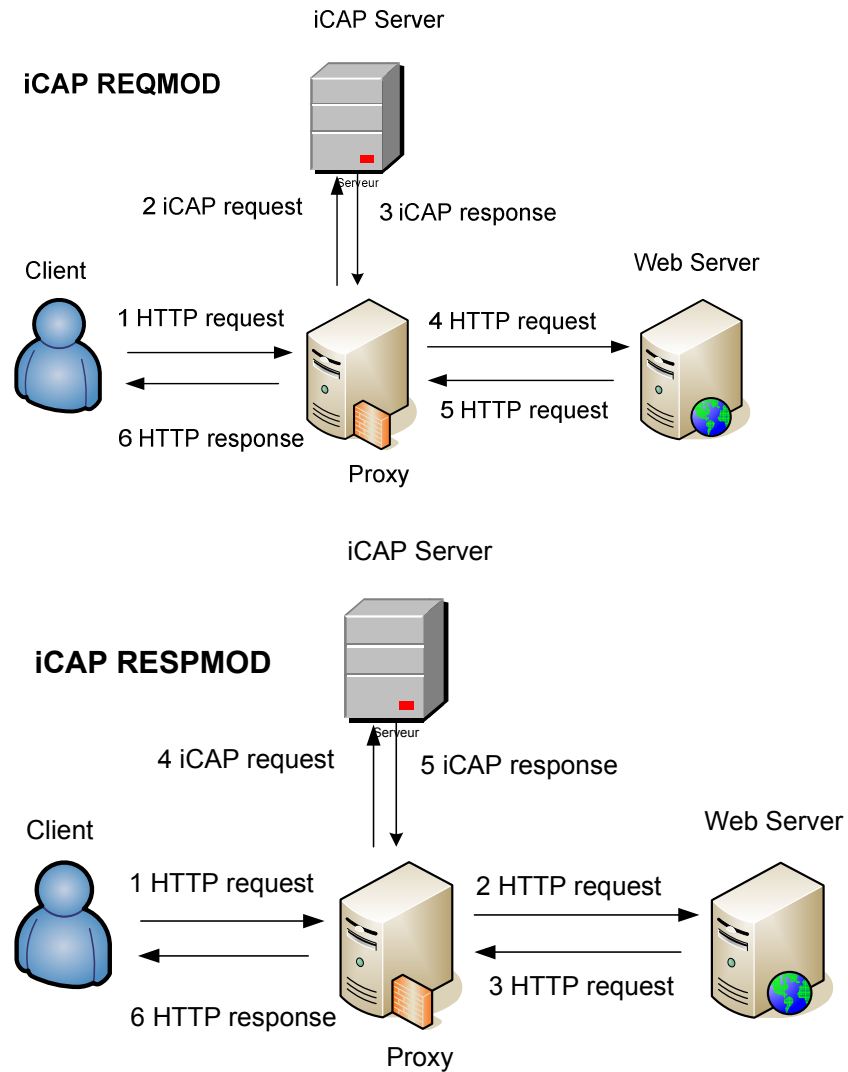 iCAP Server
iCAP REQMOD
Serveur
2 iCAP request
3 iCAP response
Client
Web Server
1 HTTP request
4 HTTP request
5 HTTP request
6 HTTP response
Proxy
iCAP Server
iCAP RESPMOD
Serveur
4 iCAP request
5 iCAP response
Client
Web Server
1 HTTP request
2 HTTP request
3 HTTP request
6 HTTP response
Proxy